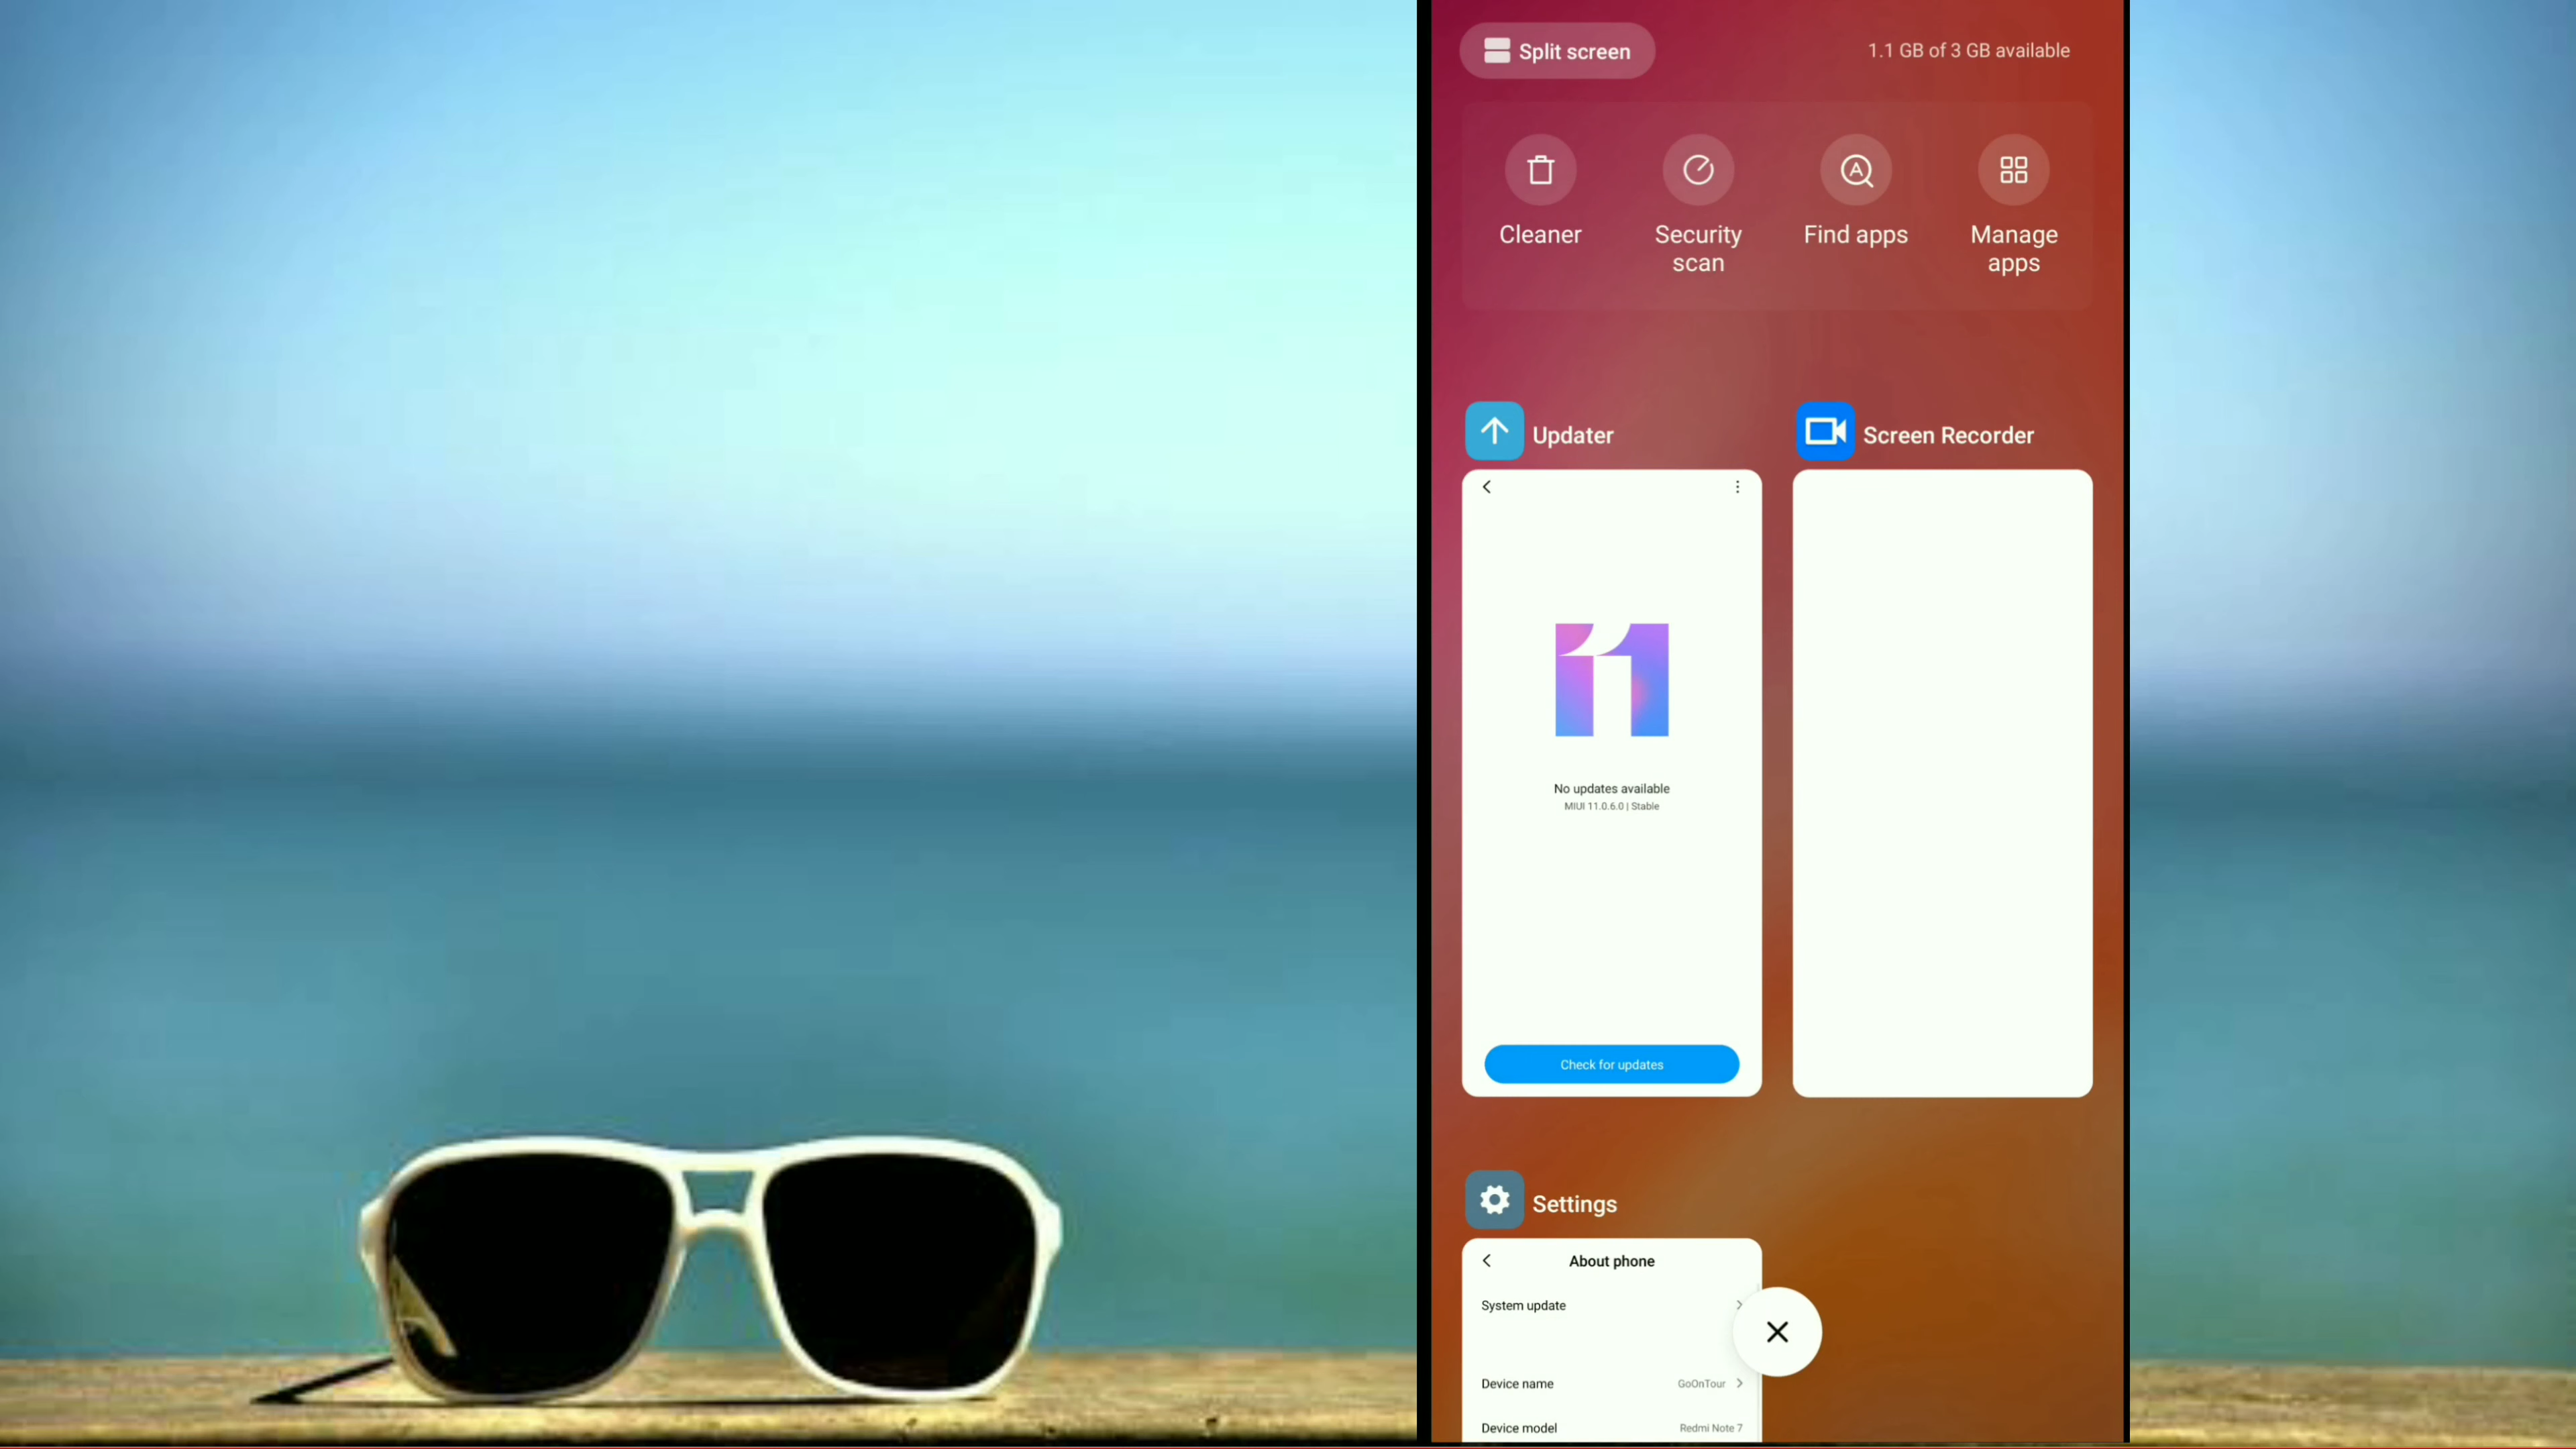 Split screen
1.1 GB of 3 GB available
Cleaner
Security
scan
Find apps
Manage
apps
Updater
Screen Recorder
No updates available
MIUI 11.0.6.0 | Stable
Check for updates
Settings
About phone
System update
Device name
GoOnTour
Device model
Redmi Note 7